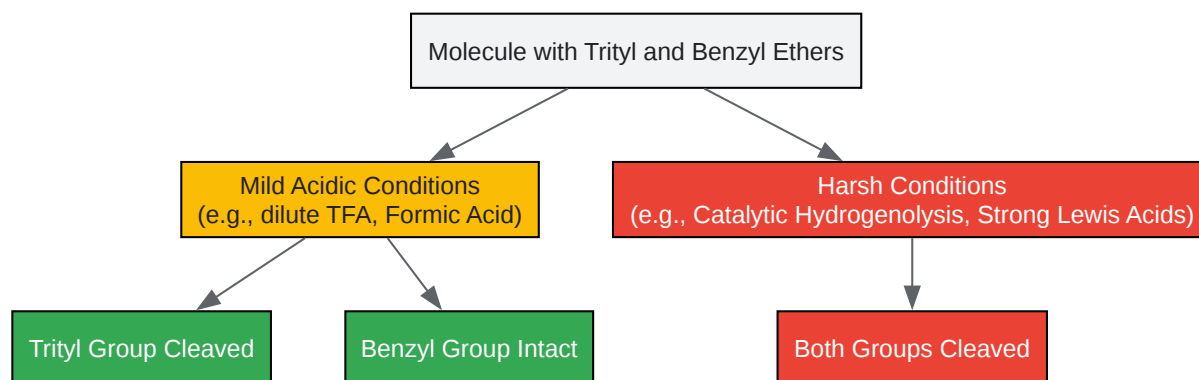 Molecule with Trityl and Benzyl Ethers
Mild Acidic Conditions
(e.g., dilute TFA, Formic Acid)
Harsh Conditions
(e.g., Catalytic Hydrogenolysis, Strong Lewis Acids)
Trityl Group Cleaved
Benzyl Group Intact
Both Groups Cleaved